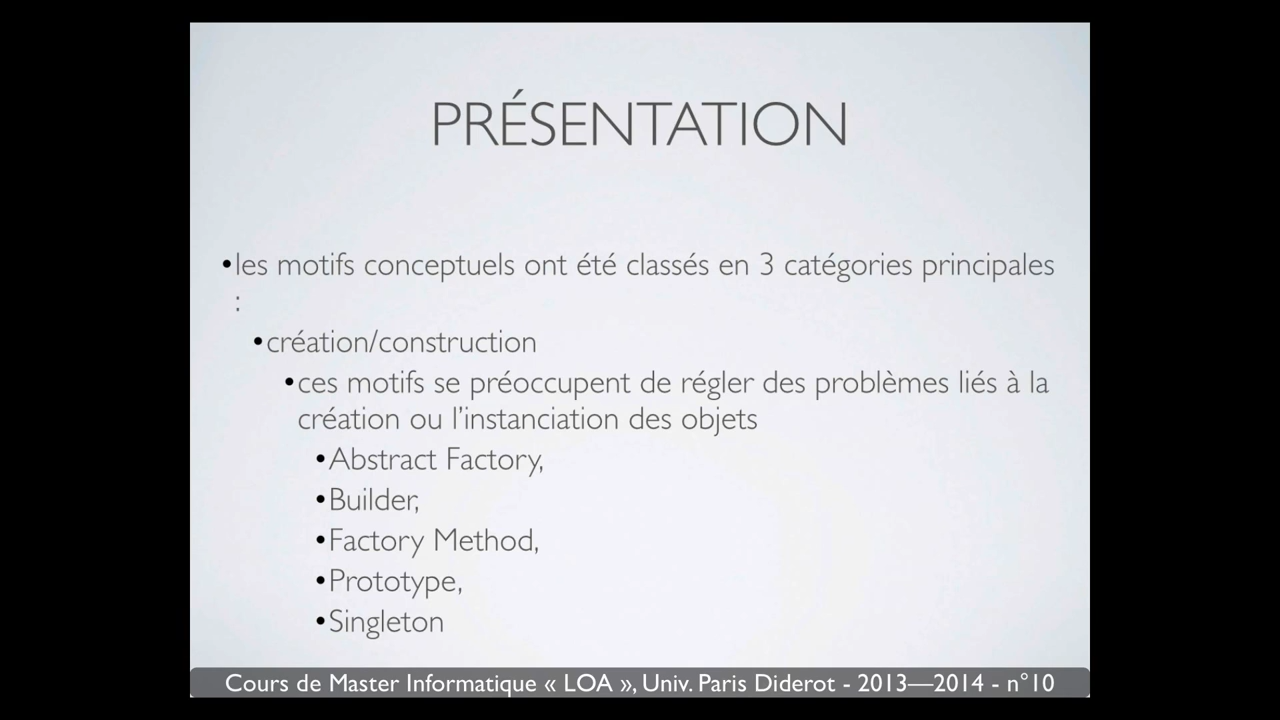 PRÉSENTATION
•les motifs conceptuels ont été classés en 3 catégories principales
:
•création/construction
•ces motifs se préoccupent de régler des problèmes liés à la
création ou l’instanciation des objets
•Abstract Factory,
•Builder,
•Factory Method,
•Prototype,
•Singleton
Cours de Master Informatique « LOA », Univ. Paris Diderot - 2013—2014 - n°10